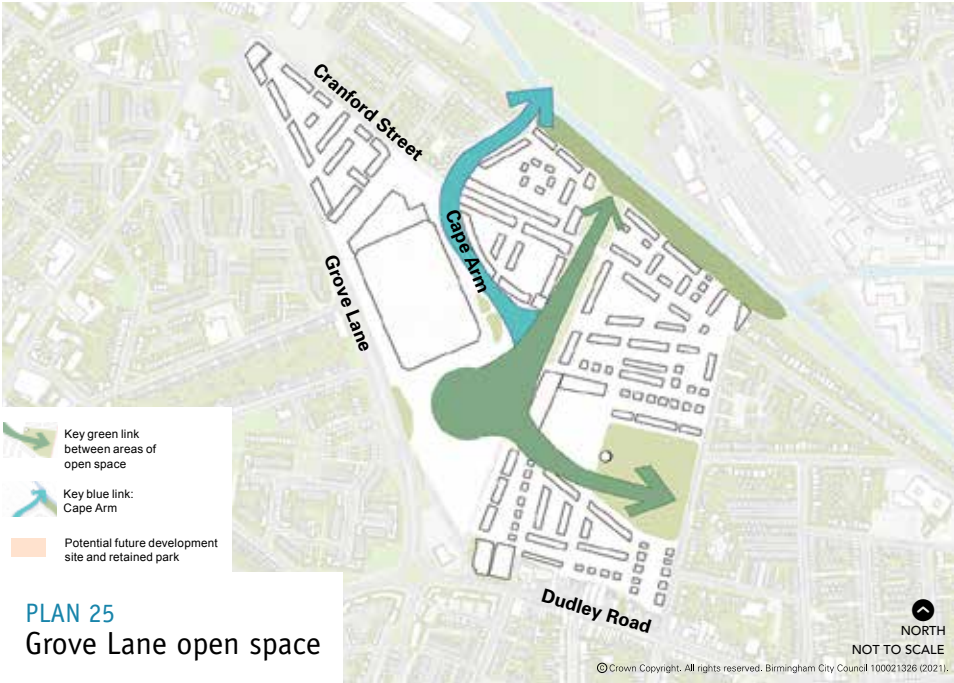 Cranford Street
Cape Arm
Grove Lane
Key green link
between areas of
open space
Key blue link:
Cape Arm
Potential future development
site and retained park
Dudley Road
PLAN 25
Grove Lane open space
NORTH
NOT TO SCALE
© Crown Copyright. All rights reserved. Birmingham City Council 100021326 (2021).